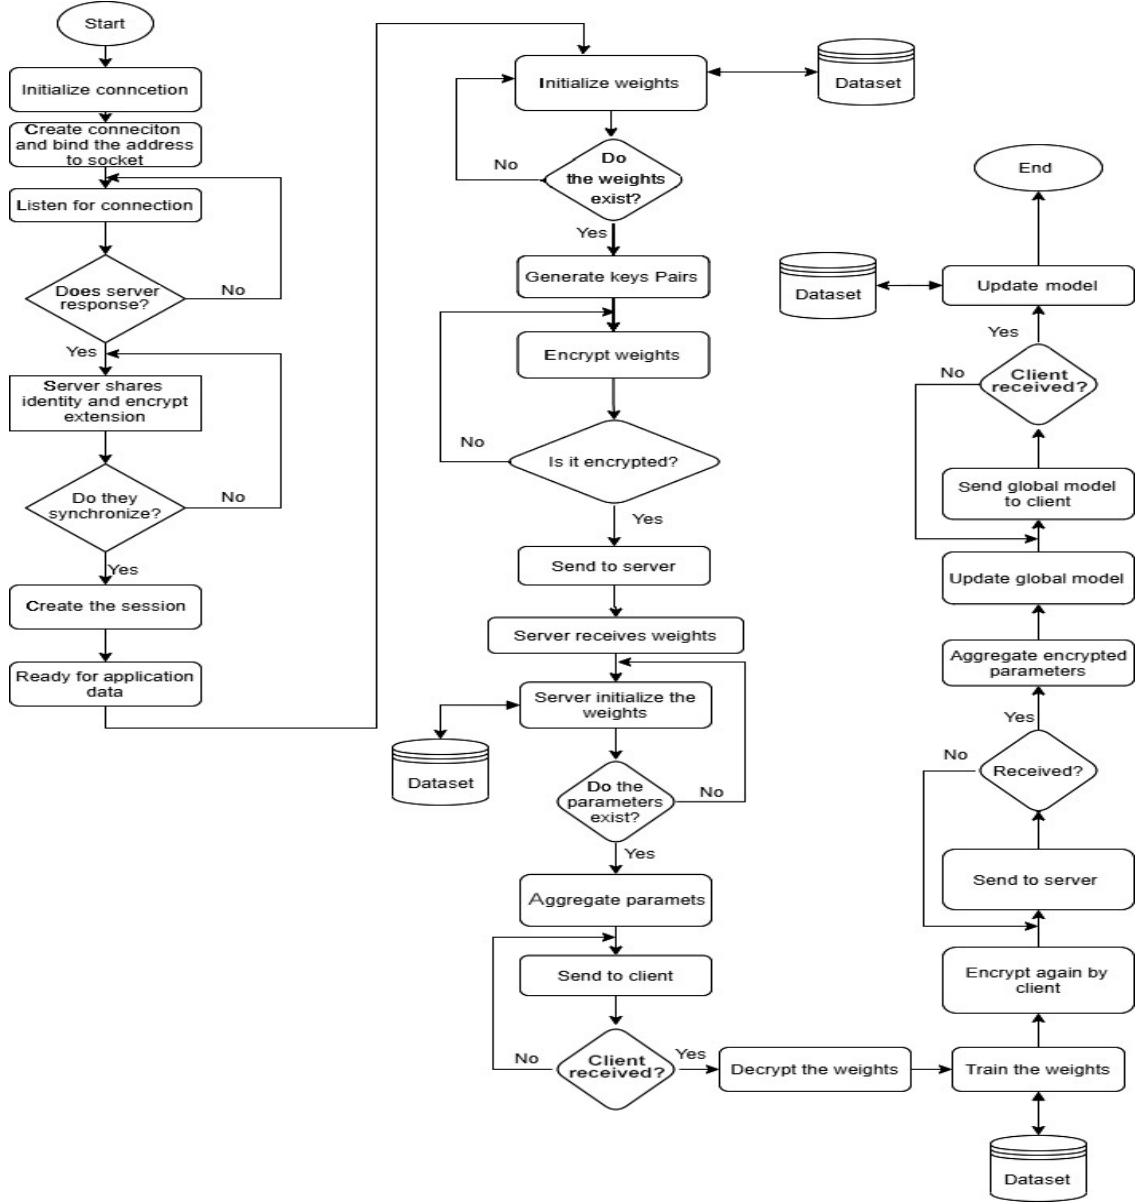 Start
Initialize conncetion
Create conneciton
and bind the address
to socket
Listen for connection
Does server
response?
No
Yes
Server shares
identity and encrypt
extension
Do they
synchronize?
No
Yes
Create the session
Ready for application
data
Initialize weights
Dataset
Do
the weights
exist?
No
Yes
Generate keys Pairs
Encrypt weights
Is it encrypted?
No
Yes
Send to server
Server receives weights
Server initialize the
weights
Dataset
Do the
parameters
exist?
No
Yes
Aggregate paramets
Send to client
Client
received?
No
Yes
Decrypt the weights
Train the weights
Dataset
Encrypt again by
client
Send to server
Received?
No
Yes
Aggregate encrypted
parameters
Update global model
Send global model
to client
Client
received?
No
Yes
Update model
Dataset
End